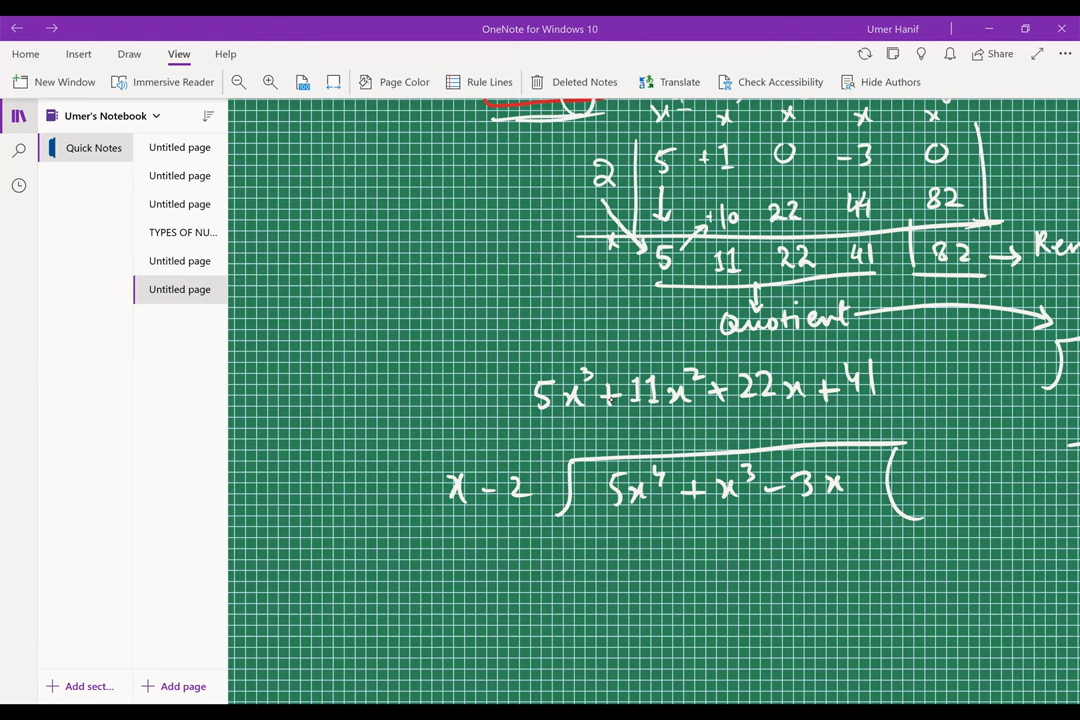 OneNote for Windows 10
Umer Hanif
Home Insert Draw View Help
Share
New Window Immersive Reader Page Color Rule Lines Deleted Notes Translate Check Accessibility Hide Authors
Umer's Notebook
Quick Notes
Untitled page
Untitled page
Untitled page
TYPES OF NU...
Untitled page
Untitled page
Add sect...
Add page
x x x x x
2 5 +1 0 -3 0
+10 22 44 82
x 5 11 22 41 82 → Rem
Quotient
5x³ + 11x² + 22x + 41
x - 2 5x⁴ + x³ - 3x